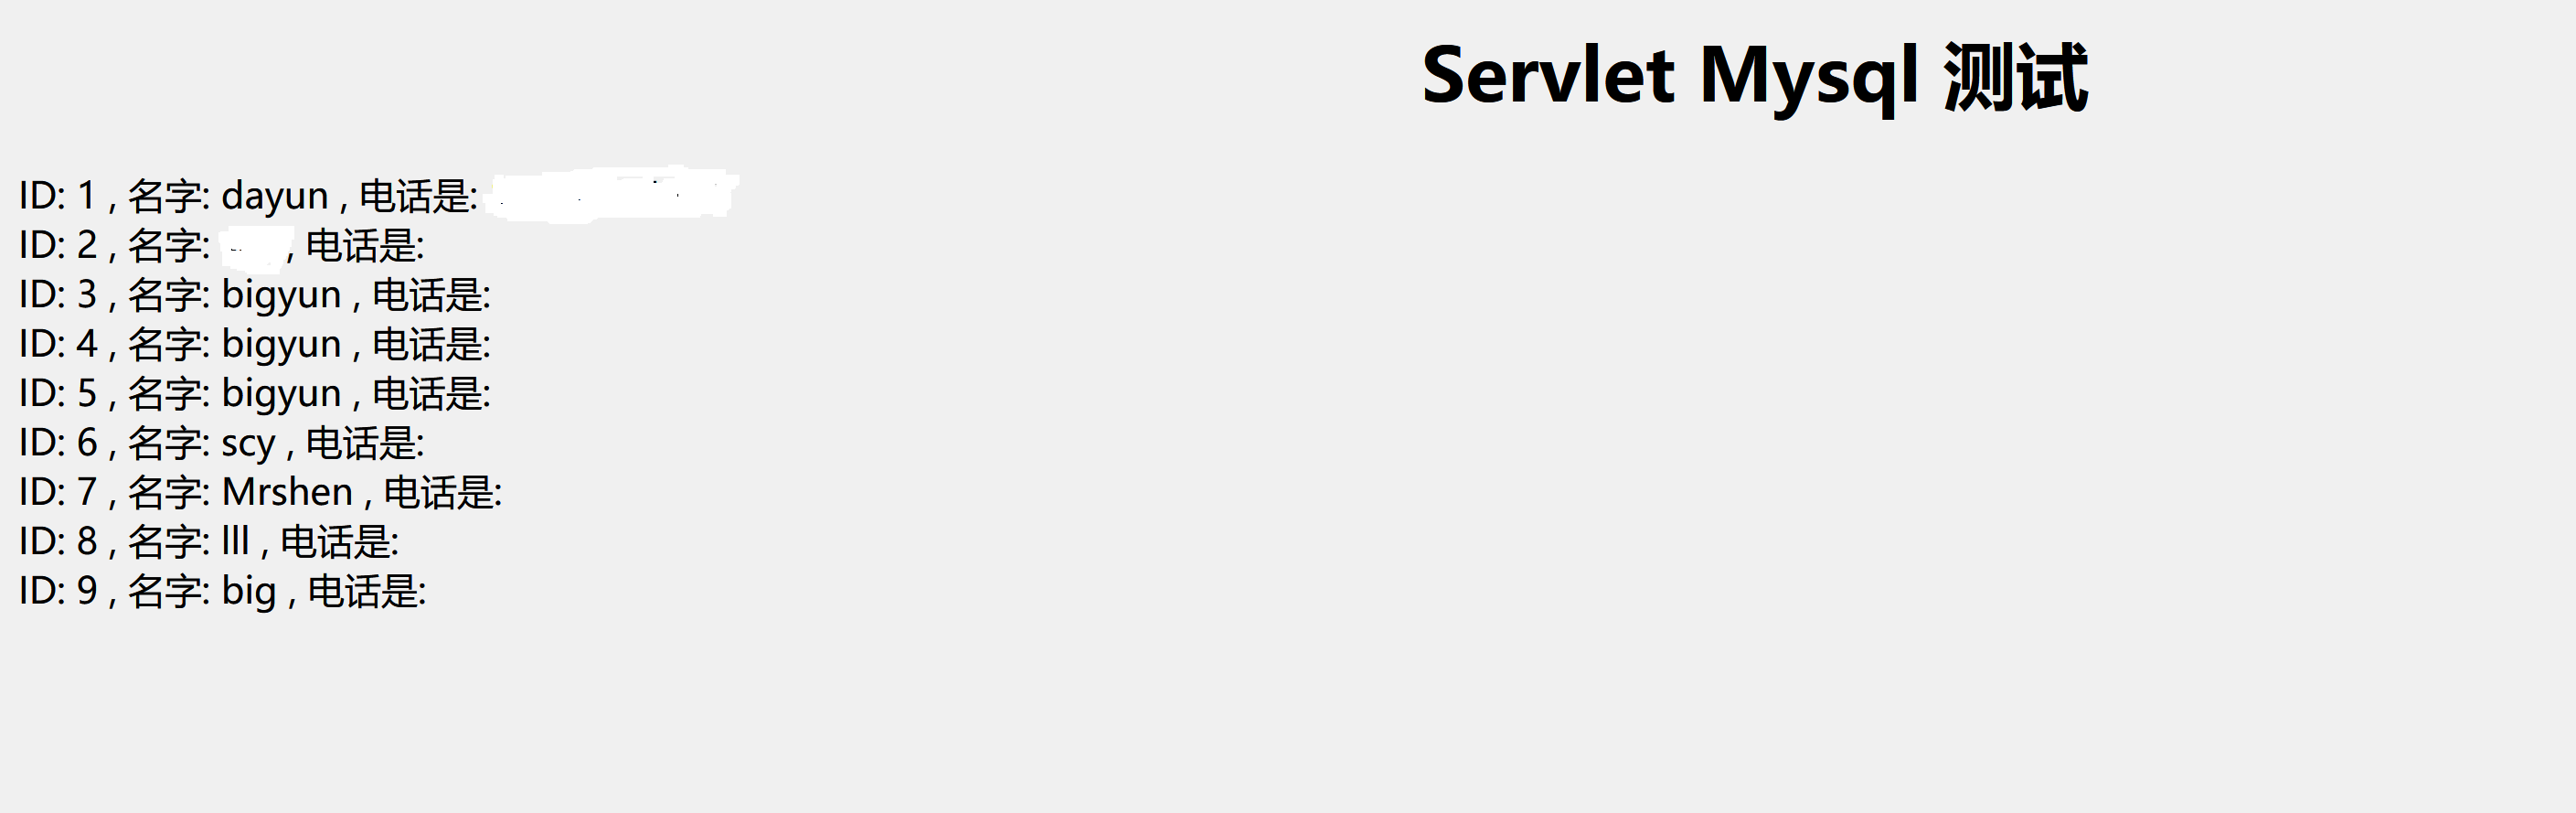 Servlet Mysql 测试
ID: 1 , 名字: dayun , 电话是:
ID: 2 , 名字: , 电话是:
ID: 3 , 名字: bigyun , 电话是:
ID: 4 , 名字: bigyun , 电话是:
ID: 5 , 名字: bigyun , 电话是:
ID: 6 , 名字: scy , 电话是:
ID: 7 , 名字: Mrshen , 电话是:
ID: 8 , 名字: lll , 电话是:
ID: 9 , 名字: big , 电话是: